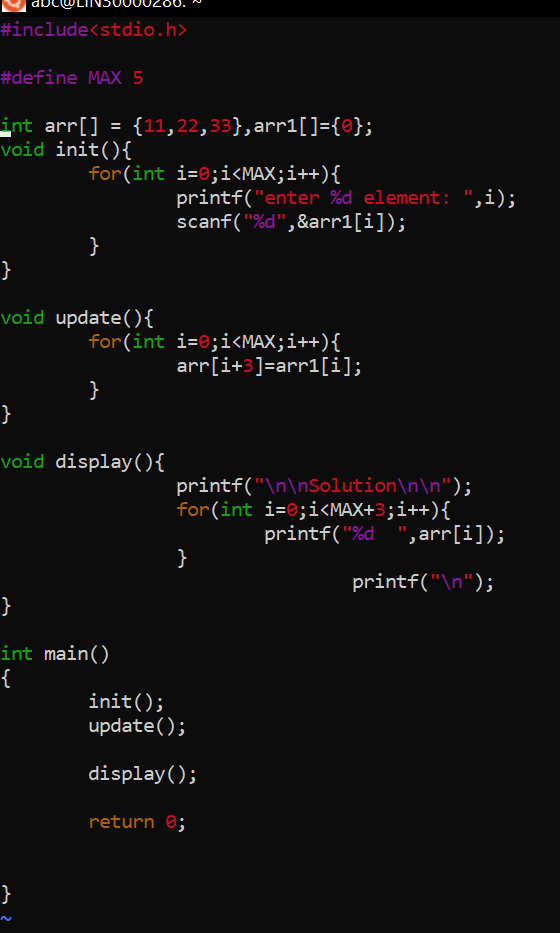 abc@LIN30000286: ~
#include<stdio.h>
#define MAX 5
int arr[] = {11,22,33},arr1[]={0};
void init(){
        for(int i=0;i<MAX;i++){
                printf("enter %d element: ",i);
                scanf("%d",&arr1[i]);
        }
}
void update(){
        for(int i=0;i<MAX;i++){
                arr[i+3]=arr1[i];
        }
}
void display(){
                printf("\n\nSolution\n\n");
                for(int i=0;i<MAX+3;i++){
                        printf("%d  ",arr[i]);
                }
                                printf("\n");
}
int main()
{
        init();
        update();
        display();
        return 0;
}
~